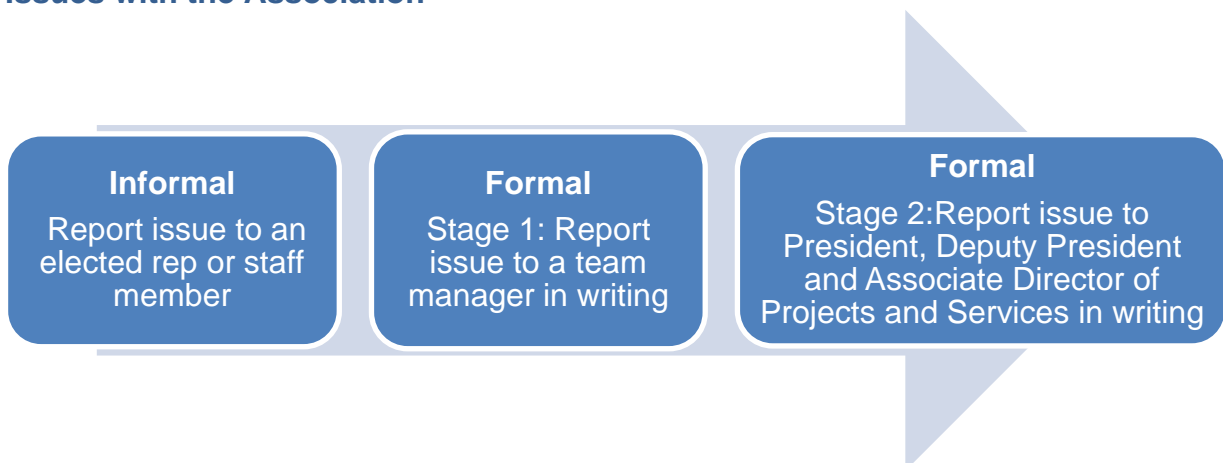 Issues with the Association
Informal
Report issue to an
elected rep or staff
member
Formal
Stage 1: Report
issue to a team
manager in writing
Formal
Stage 2:Report issue to
President, Deputy President
and Associate Director of
Projects and Services in writing